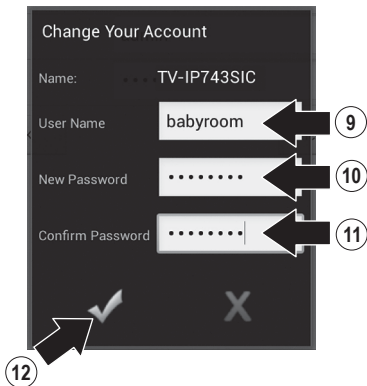 Change Your Account
Name: TV-IP743SIC
User Name babyroom 9
New Password •••••••• 10
Confirm Password •••••••• 11
X
12